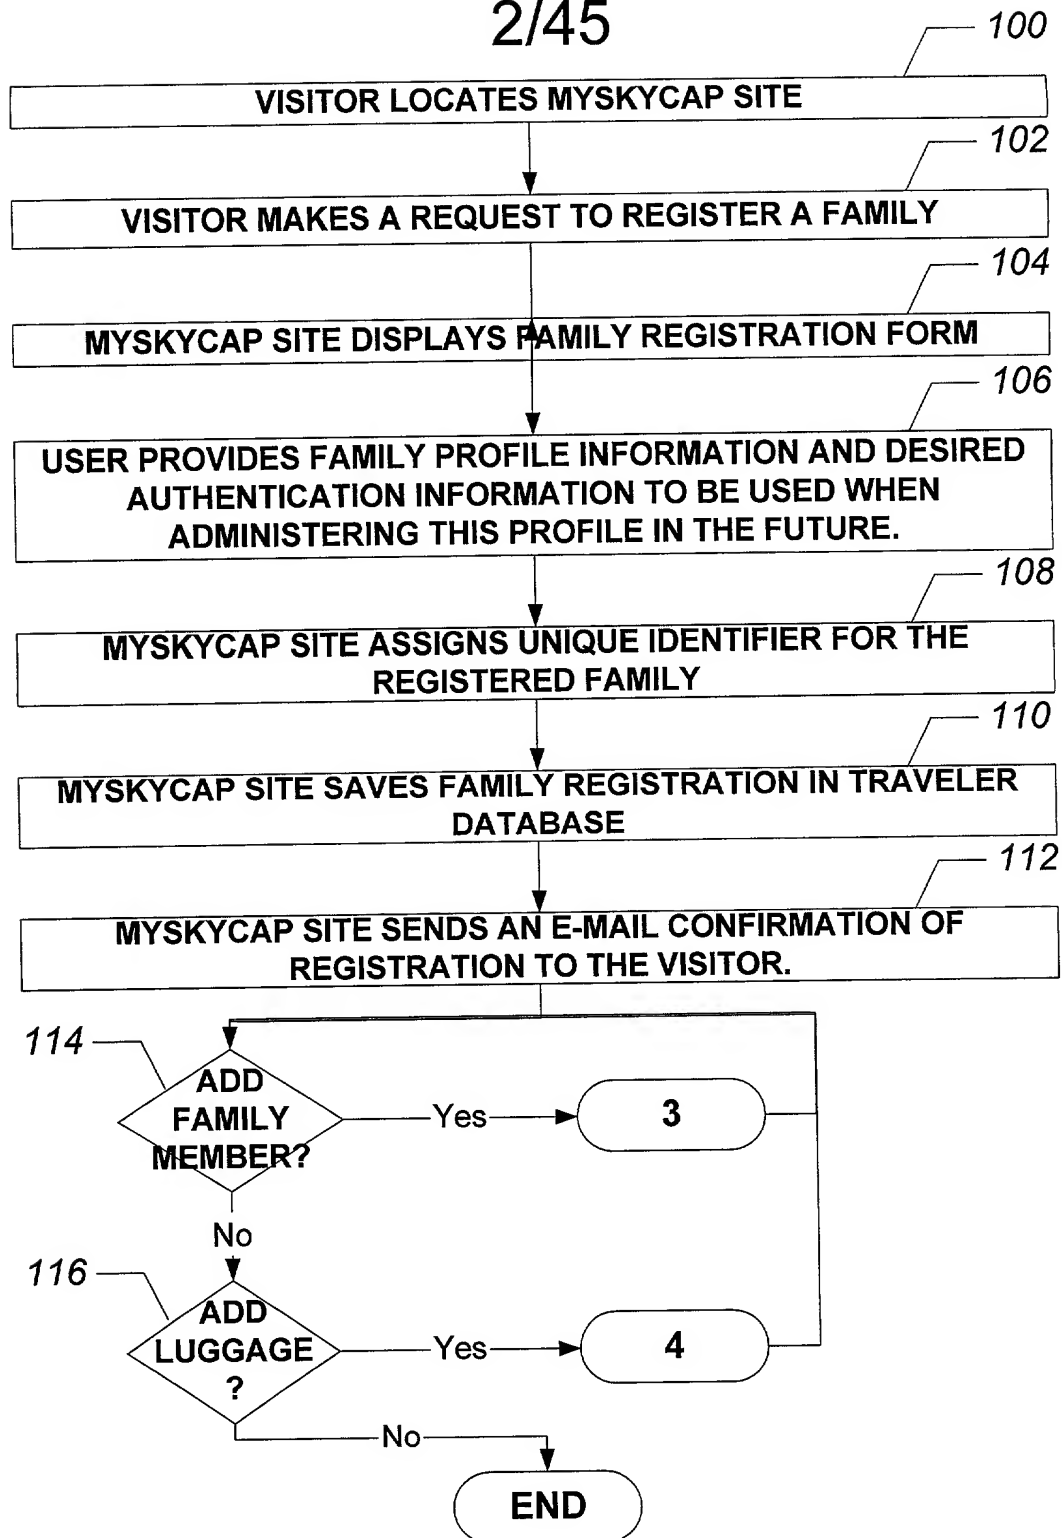 2/45
100
VISITOR LOCATES MYSKYCAP SITE
102
VISITOR MAKES A REQUEST TO REGISTER A FAMILY
104
MYSKYCAP SITE DISPLAYS FAMILY REGISTRATION FORM
106
USER PROVIDES FAMILY PROFILE INFORMATION AND DESIRED
AUTHENTICATION INFORMATION TO BE USED WHEN
ADMINISTERING THIS PROFILE IN THE FUTURE.
108
MYSKYCAP SITE ASSIGNS UNIQUE IDENTIFIER FOR THE
REGISTERED FAMILY
110
MYSKYCAP SITE SAVES FAMILY REGISTRATION IN TRAVELER
DATABASE
112
MYSKYCAP SITE SENDS AN E-MAIL CONFIRMATION OF
REGISTRATION TO THE VISITOR.
114
ADD
FAMILY
MEMBER?
Yes
3
No
116
ADD
LUGGAGE
?
Yes
4
No
END